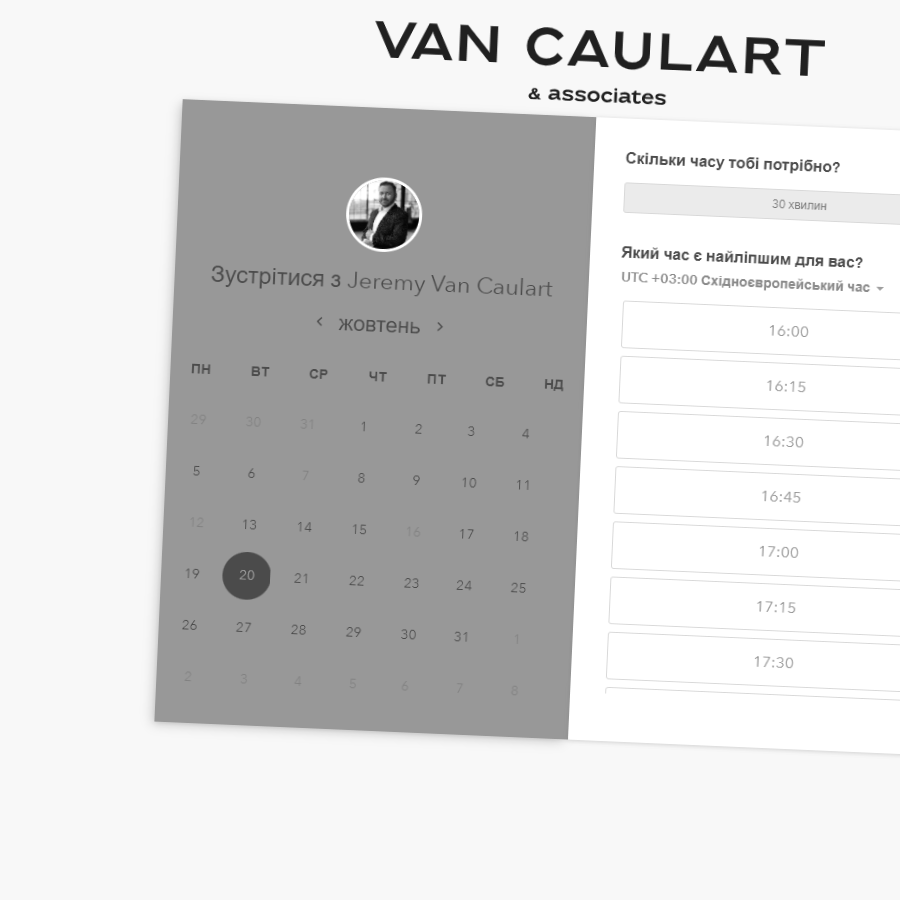 VAN CAULART
& associates
Зустрітися з Jeremy Van Caulart
‹ жовтень ›
ПН ВТ СР ЧТ ПТ СБ НД
29 30 31 1 2 3 4
5 6 7 8 9 10 11
12 13 14 15 16 17 18
19 20 21 22 23 24 25
26 27 28 29 30 31 1
2 3 4 5 6 7 8
Скільки часу тобі потрібно?
30 хвилин
Який час є найліпшим для вас?
UTC +03:00 Східноєвропейський час
16:00
16:15
16:30
16:45
17:00
17:15
17:30